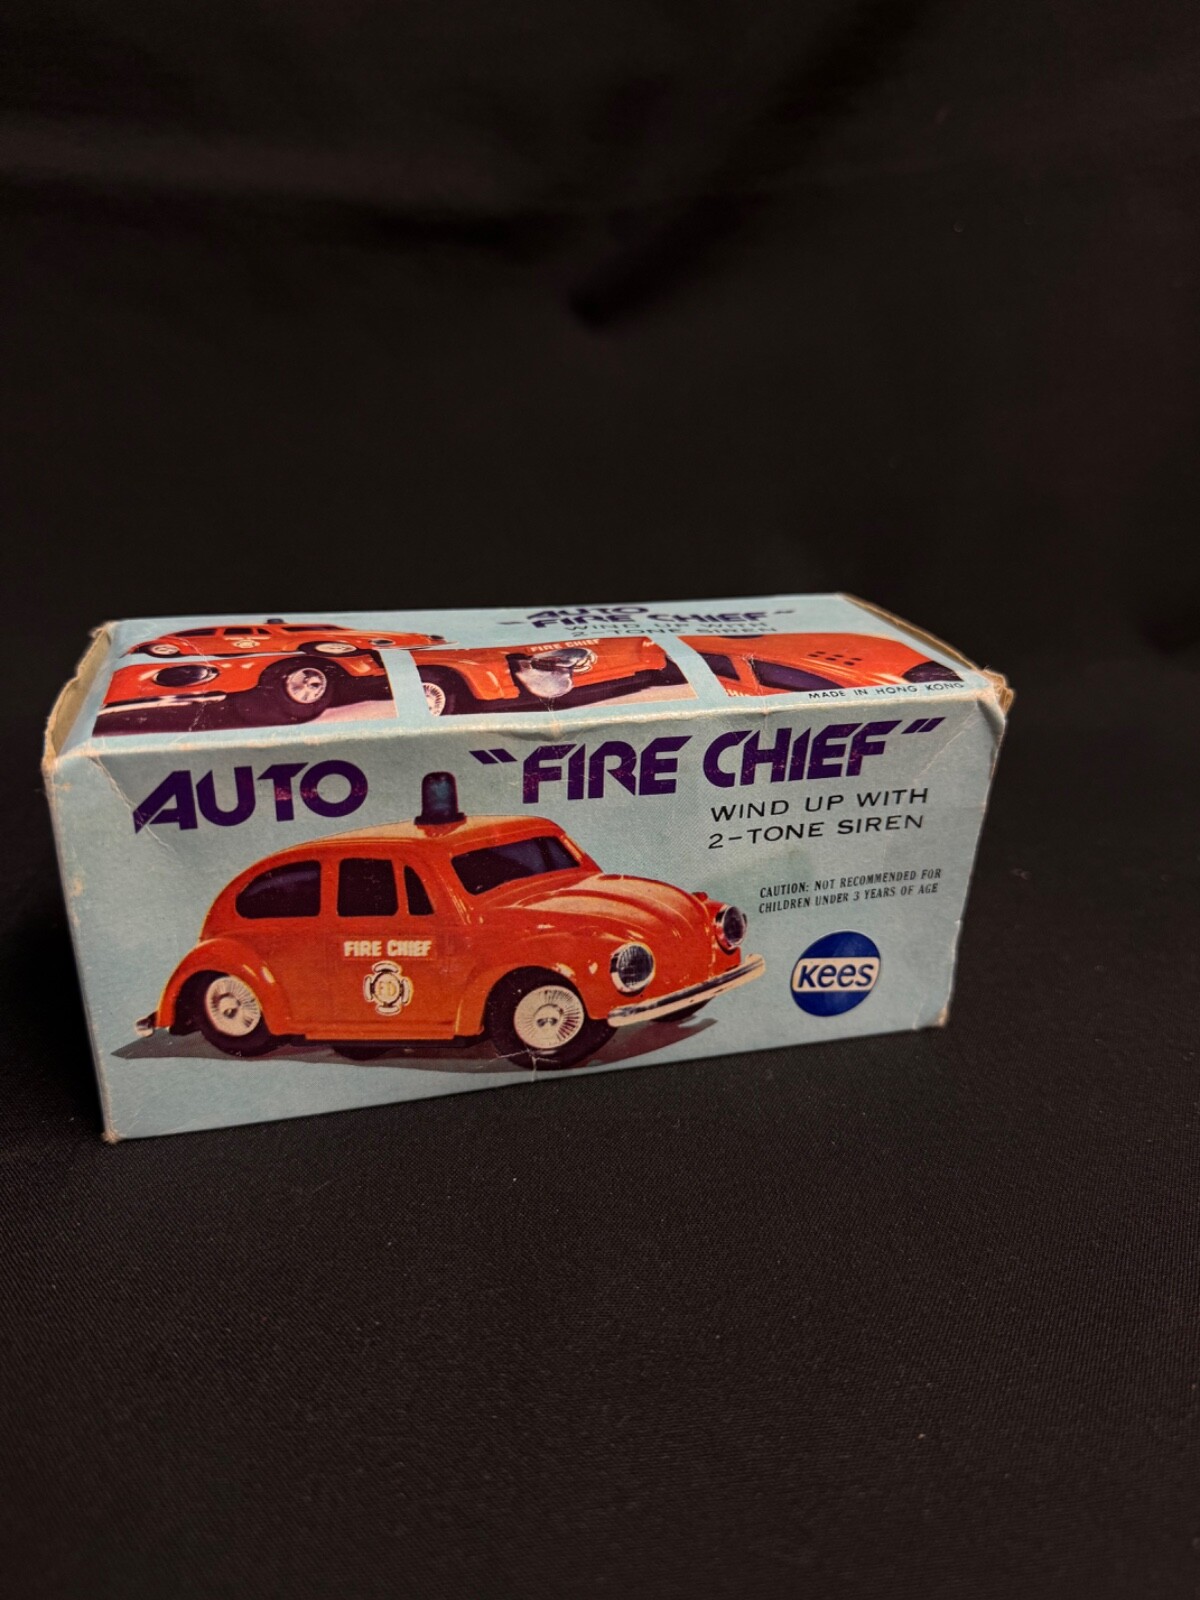 AUTO
"FIRE CHIEF"
WIND UP WITH
2-TONE SIREN
FIRE CHIEF
MADE IN HONG KONG
AUTO "FIRE CHIEF"
WIND UP WITH
2-TONE SIREN
CAUTION: NOT RECOMMENDED FOR
CHILDREN UNDER 3 YEARS OF AGE
FIRE CHIEF
F.D
Kees